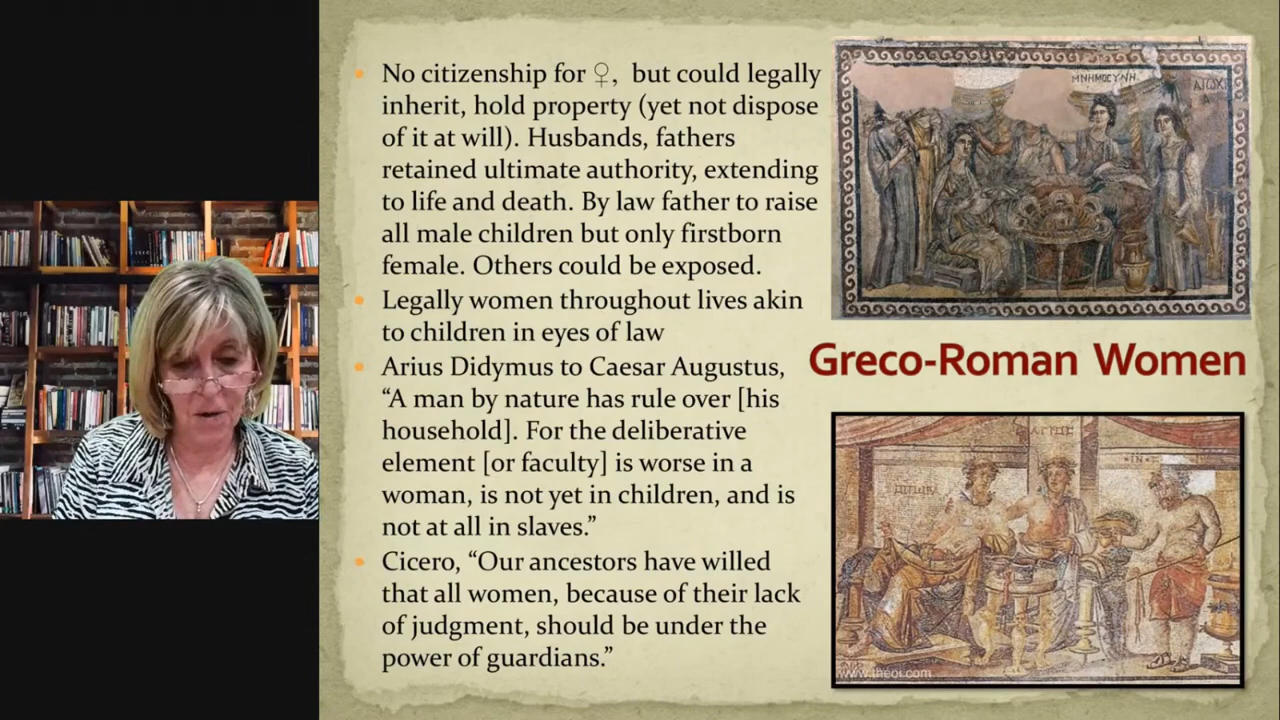 No citizenship for ♀, but could legally
inherit, hold property (yet not dispose
of it at will). Husbands, fathers
retained ultimate authority, extending
to life and death. By law father to raise
all male children but only firstborn
female. Others could be exposed.
Legally women throughout lives akin
to children in eyes of law
Arius Didymus to Caesar Augustus,
“A man by nature has rule over [his
household]. For the deliberative
element [or faculty] is worse in a
woman, is not yet in children, and is
not at all in slaves.”
Cicero, “Our ancestors have willed
that all women, because of their lack
of judgment, should be under the
power of guardians.”
ΜΝΗΜΟCΥΝΗ
Greco-Roman Women
www.theoi.com